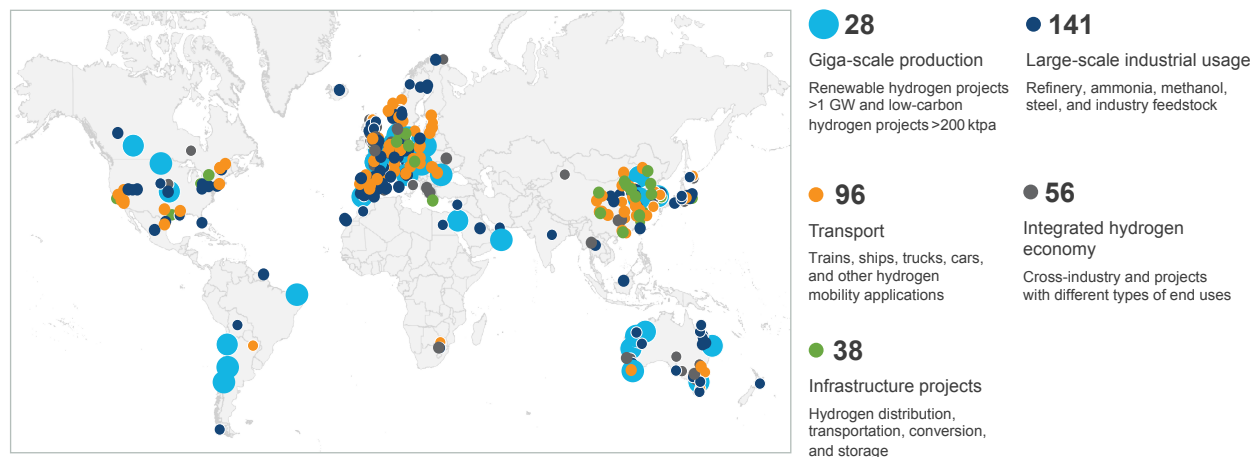 28
Giga-scale production
Renewable hydrogen projects
>1 GW and low-carbon
hydrogen projects >200 ktpa
141
Large-scale industrial usage
Refinery, ammonia, methanol,
steel, and industry feedstock
96
Transport
Trains, ships, trucks, cars,
and other hydrogen
mobility applications
56
Integrated hydrogen
economy
Cross-industry and projects
with different types of end uses
38
Infrastructure projects
Hydrogen distribution,
transportation, conversion,
and storage